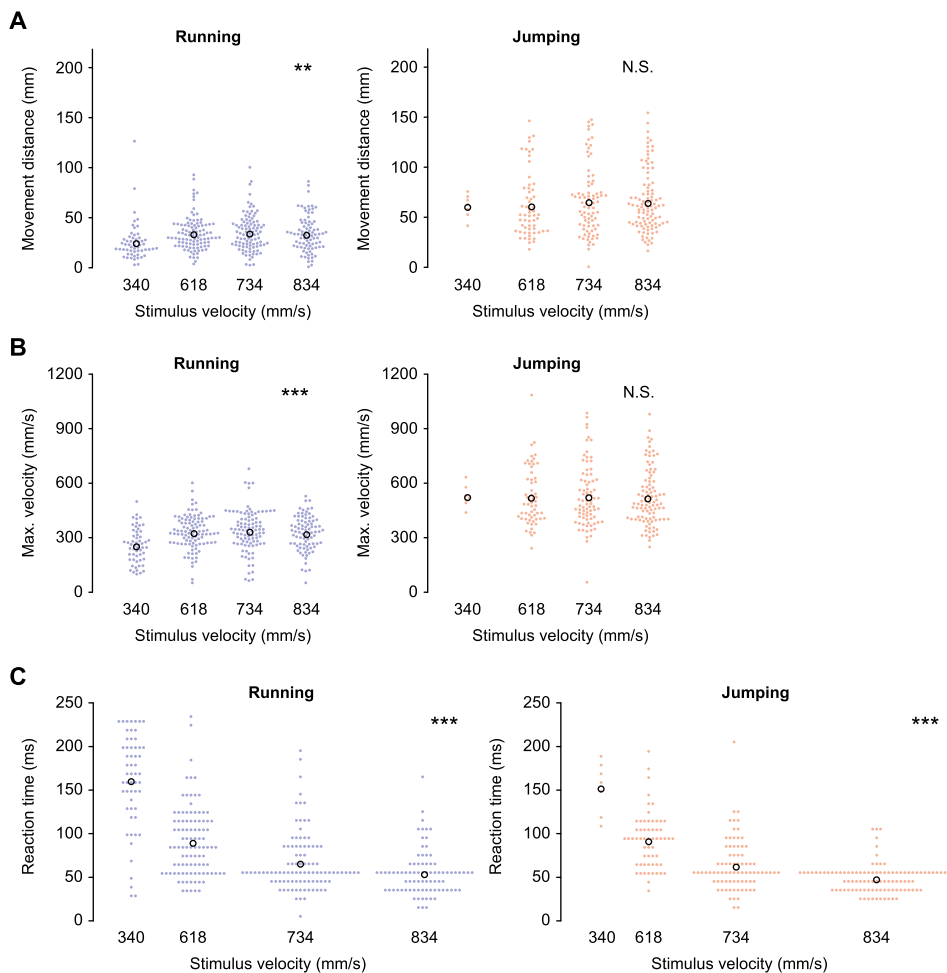 A
Running
Jumping
Movement distance (mm)
200
150
100
50
0
**
340 618 734 834
Stimulus velocity (mm/s)
Movement distance (mm)
200
150
100
50
0
N.S.
340 618 734 834
Stimulus velocity (mm/s)
B
Running
Jumping
Max. velocity (mm/s)
1200
900
600
300
0
***
340 618 734 834
Stimulus velocity (mm/s)
Max. velocity (mm/s)
1200
900
600
300
0
N.S.
340 618 734 834
Stimulus velocity (mm/s)
C
Running
Jumping
Reaction time (ms)
250
200
150
100
50
0
***
340 618 734 834
Stimulus velocity (mm/s)
Reaction time (ms)
250
200
150
100
50
0
***
340 618 734 834
Stimulus velocity (mm/s)